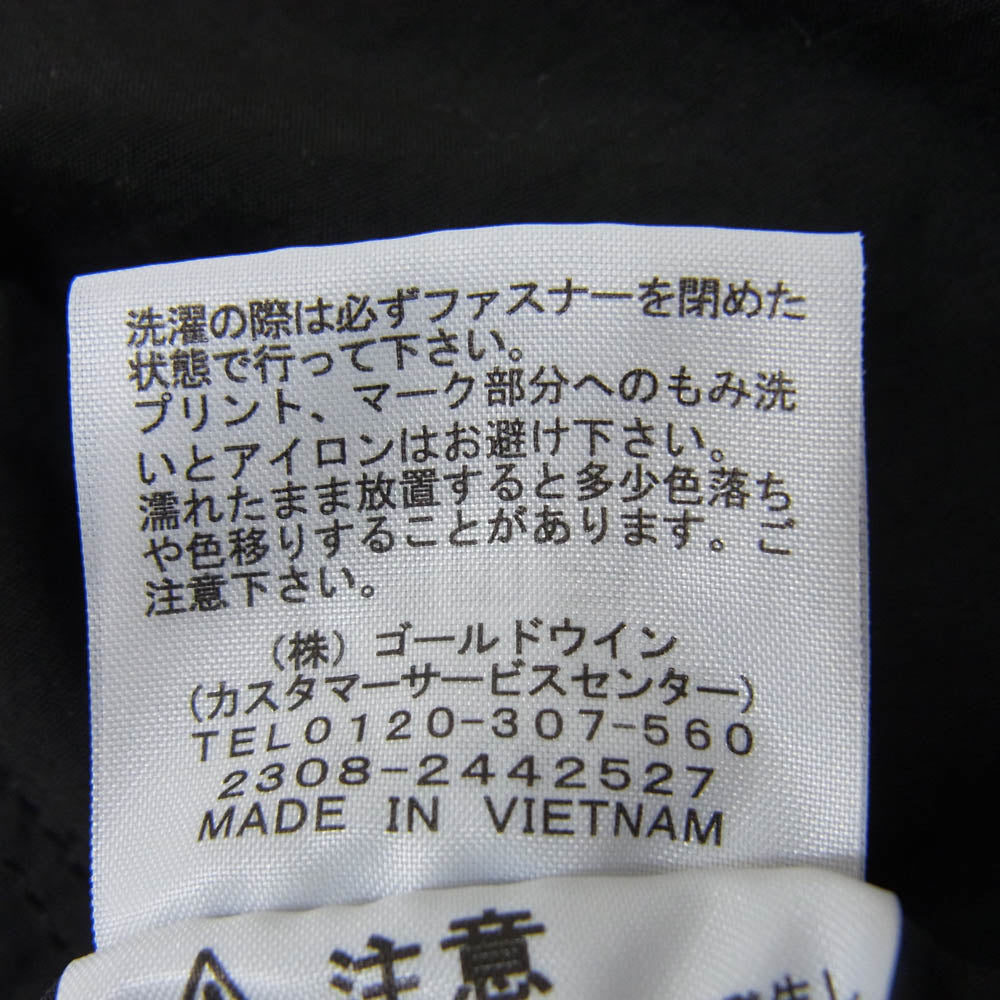 洗濯の際は必ずファスナーを閉めた
状態で行って下さい。
プリント、マーク部分へのもみ洗
いとアイロンはお避け下さい。
濡れたまま放置すると多少色落ち
や色移りすることがあります。ご
注意下さい。
(株)ゴールドウイン
(カスタマーサービスセンター)
TEL0120-307-560
2308-2442527
MADE IN VIETNAM
注意